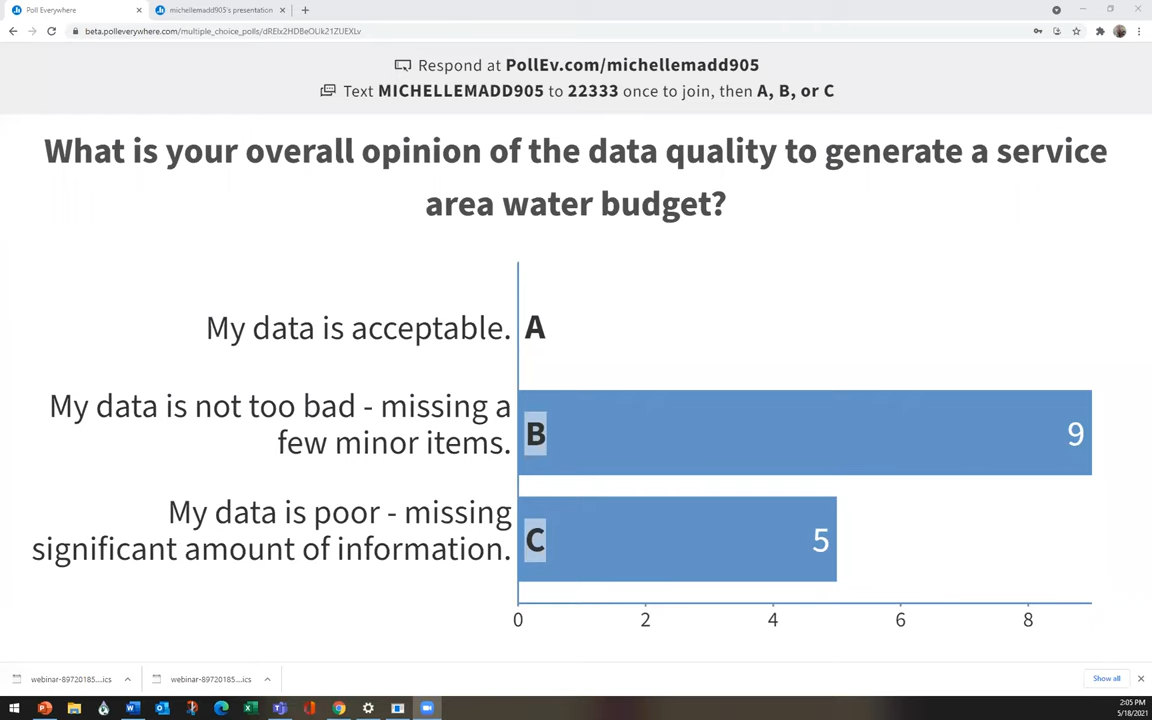 Poll Everywhere
michellemadd905's presentation
beta.polleverywhere.com/multiple_choice_polls/dREIx2HDBeOUk21ZUEXLv
Respond at PollEv.com/michellemadd905
Text MICHELLEMADD905 to 22333 once to join, then A, B, or C
What is your overall opinion of the data quality to generate a service
area water budget?
My data is acceptable. A
My data is not too bad - missing a
few minor items. B 9
My data is poor - missing
significant amount of information. C 5
0 2 4 6 8
webinar-89720185....ics webinar-89720185....ics Show all
2:05 PM
5/18/2021